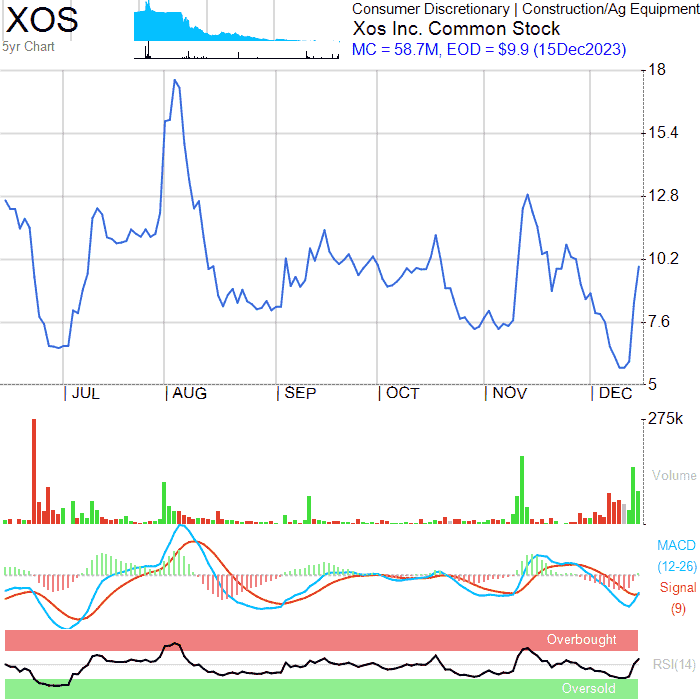 XOS
5yr Chart
Consumer Discretionary | Construction/Ag Equipment
Xos Inc. Common Stock
MC = 58.7M, EOD = $9.9 (15Dec2023)
18
15.4
12.8
10.2
7.6
5
| JUL
| AUG
| SEP
| OCT
| NOV
| DEC
275k
Volume
MACD
(12-26)
Signal
(9)
Overbought
RSI(14)
Oversold